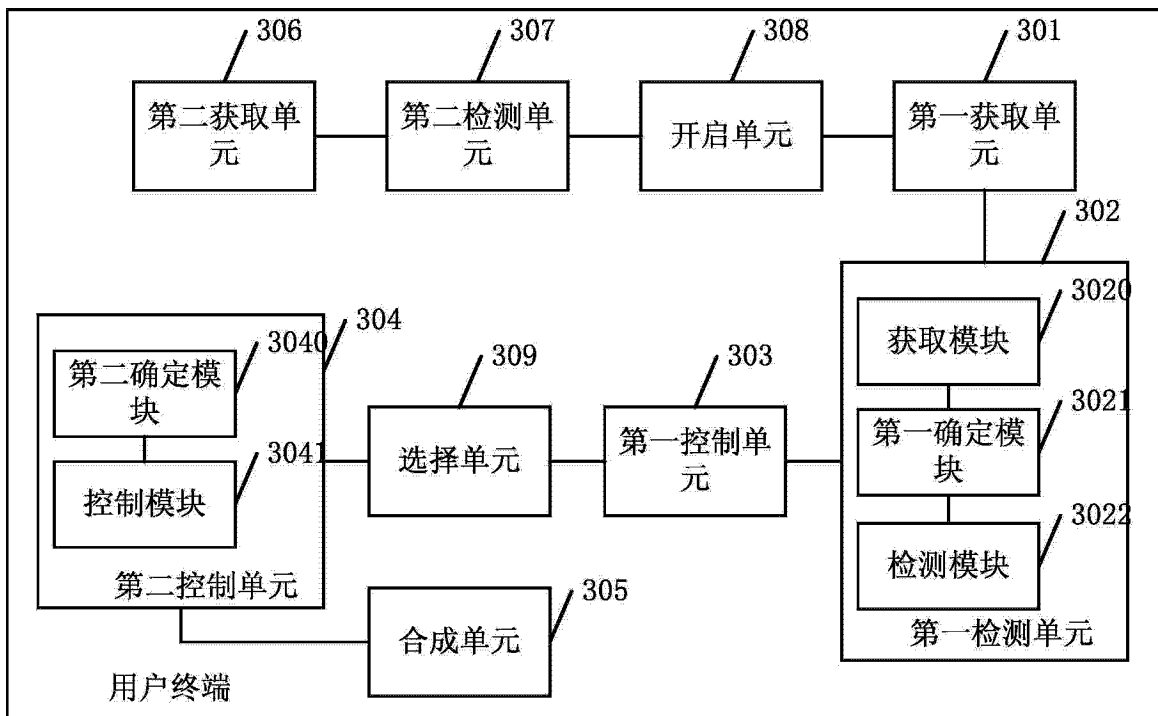 306
307
308
301
第二获取单
元
第二检测单
元
开启单元
第一获取单
元
302
304
3040
第二确定模
块
3041
控制模块
第二控制单元
309
选择单元
303
第一控制单
元
3020
获取模块
3021
第一确定模
块
3022
检测模块
第一检测单元
305
合成单元
用户终端